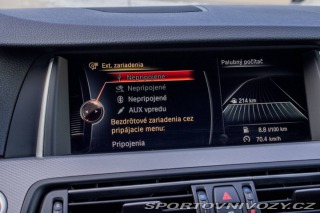 Ext. zariadenia
Nepripojené
Nepripojené
Nepripojené
AUX vpredu
Bezdrôtové zariadenia cez
pripájacie menu:
Pripojenia
Palubný počítač
214 km
8.8 l/100 km
70.4 km/h
SPORTOVNIVOZY.CZ